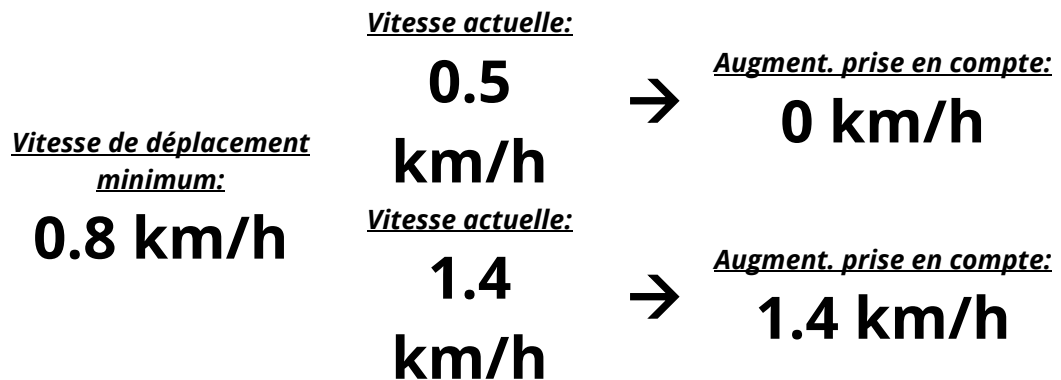 Vitesse de déplacement
minimum:
0.8 km/h
Vitesse actuelle:
0.5
km/h
→
Augment. prise en compte:
0 km/h
Vitesse actuelle:
1.4
km/h
→
Augment. prise en compte:
1.4 km/h